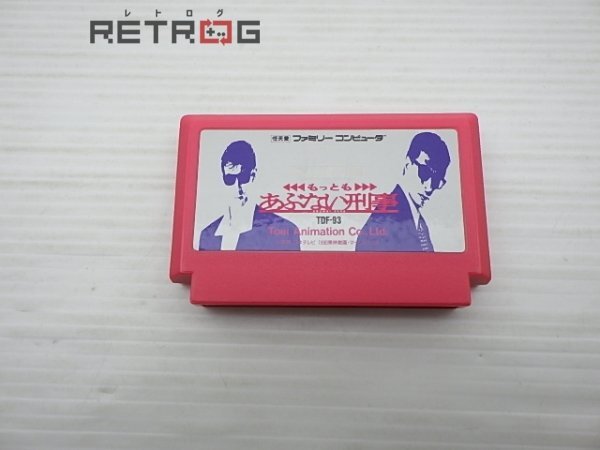 レトログ
RETROG
ファミリーコンピュータ
もっとも
あぶない刑事
TDF-93
Toei Animation Co., Ltd.